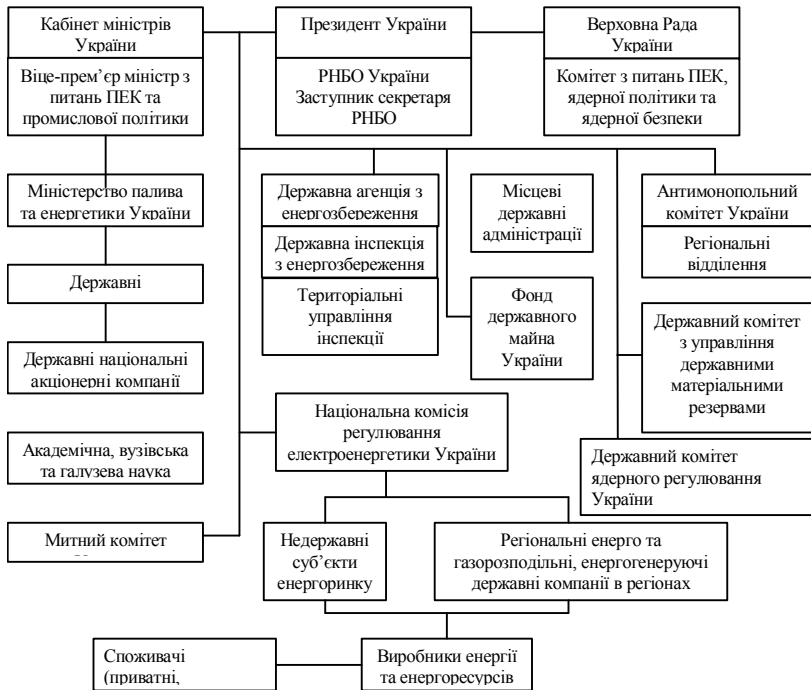 Кабінет міністрів
України
Віце-прем’єр міністр з
питань ПЕК та
промислової політики
Президент України
РНБО України
Заступник секретаря
РНБО
Верховна Рада
України
Комітет з питань ПЕК,
ядерної політики та
ядерної безпеки
Міністерство палива
та енергетики України
Державні
Державні національні
акціонерні компанії
Академічна, вузівська
та галузева наука
Митний комітет
Державна агенція з
енергозбереження
Державна інспекція
з енергозбереження
Територіальні
управління
інспекції
Місцеві
державні
адміністрації
Фонд
державного
майна
України
Антимонопольний
комітет України
Регіональні
відділення
Державний комітет
з управління
державними
матеріальними
резервами
Державний комітет
ядерного регулювання
України
Національна комісія
регулювання
електроенергетики України
Недержавні
суб’єкти
енергоринку
Регіональні енерго та
газорозподільні, енергогенеруючі
державні компанії в регіонах
Споживачі
(приватні,
Виробники енергії
та енергоресурсів